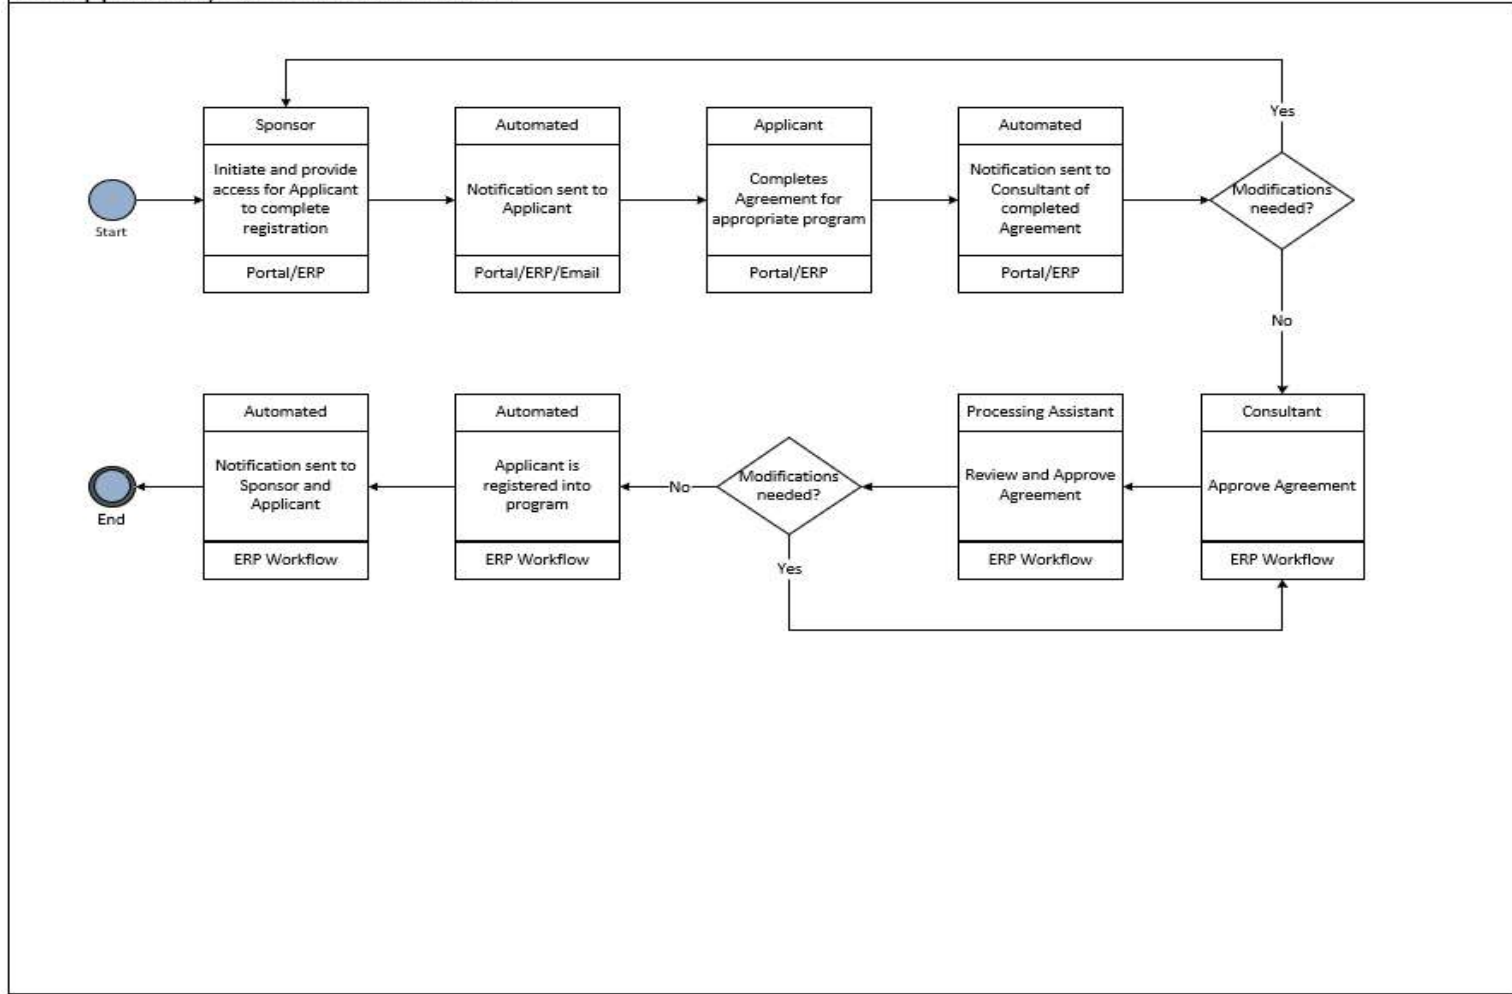 Yes
Sponsor
Initiate and provide
access for Applicant
to complete
registration
Portal/ERP
Automated
Notification sent to
Applicant
Portal/ERP/Email
Applicant
Completes
Agreement for
appropriate program
Portal/ERP
Automated
Notification sent to
Consultant of
completed
Agreement
Portal/ERP
Modifications
needed?
Start
No
Automated
Notification sent to
Sponsor and
Applicant
ERP Workflow
Automated
Applicant is
registered into
program
ERP Workflow
Modifications
needed?
Processing Assistant
Review and Approve
Agreement
ERP Workflow
Consultant
Approve Agreement
ERP Workflow
No
End
Yes